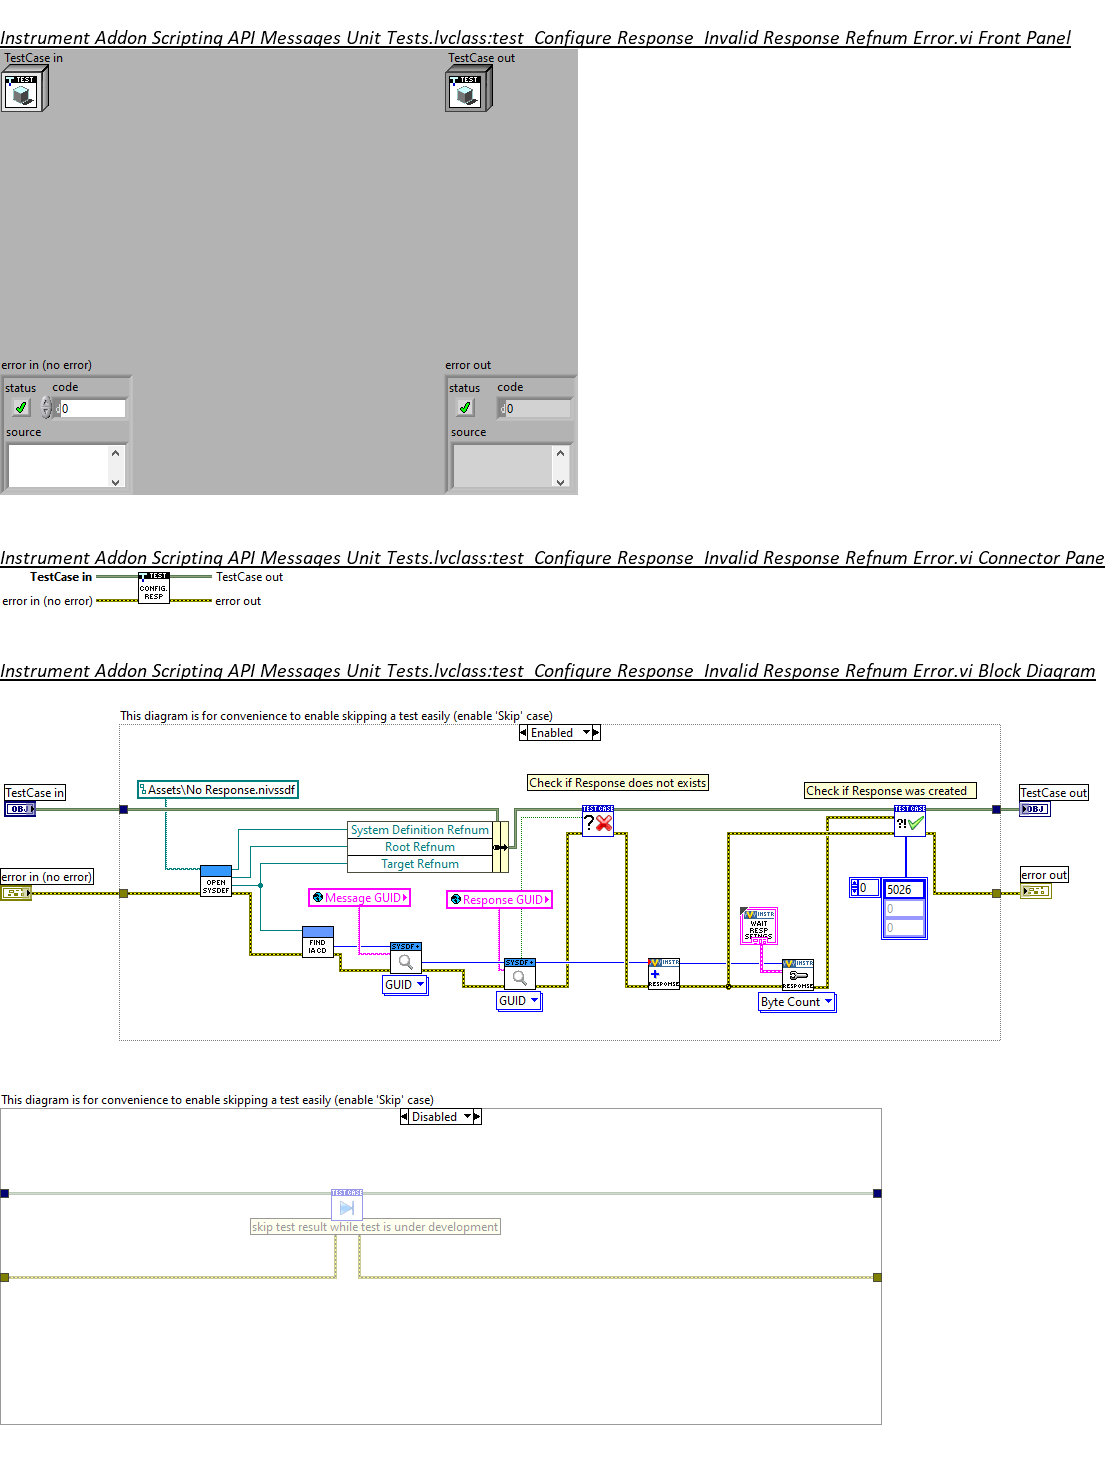 Instrument Addon Scripting API Messages Unit Tests.lvclass:test_Configure Response_Invalid Response Refnum Error.vi Front Panel
TestCase in
TestCase out
TEST
TEST
error in (no error)
error out
status
code
status
code
d 0
d 0
source
source
Instrument Addon Scripting API Messages Unit Tests.lvclass:test_Configure Response_Invalid Response Refnum Error.vi Connector Pane
TestCase in
TEST
TestCase out
CONFIG.
RESP
error in (no error)
error out
Instrument Addon Scripting API Messages Unit Tests.lvclass:test_Configure Response_Invalid Response Refnum Error.vi Block Diagram
This diagram is for convenience to enable skipping a test easily (enable 'Skip' case)
Enabled
Check if Response does not exists
Assets\No Response.nivssdf
Check if Response was created
TestCase in
TestCase out
OBJ
TEST CASE
?
TEST CASE
?!
OBJ
System Definition Refnum
Root Refnum
Target Refnum
error in (no error)
OPEN
SYSDEF
error out
Message GUID
Response GUID
0
5026
0
0
INSTR
WAIT
RESP
FIND
IA CD
SYSDF
SYSDF
INSTR
RESPONSE
INSTR
RESPONSE
GUID
GUID
Byte Count
This diagram is for convenience to enable skipping a test easily (enable 'Skip' case)
Disabled
TEST CASE
skip test result while test is under development